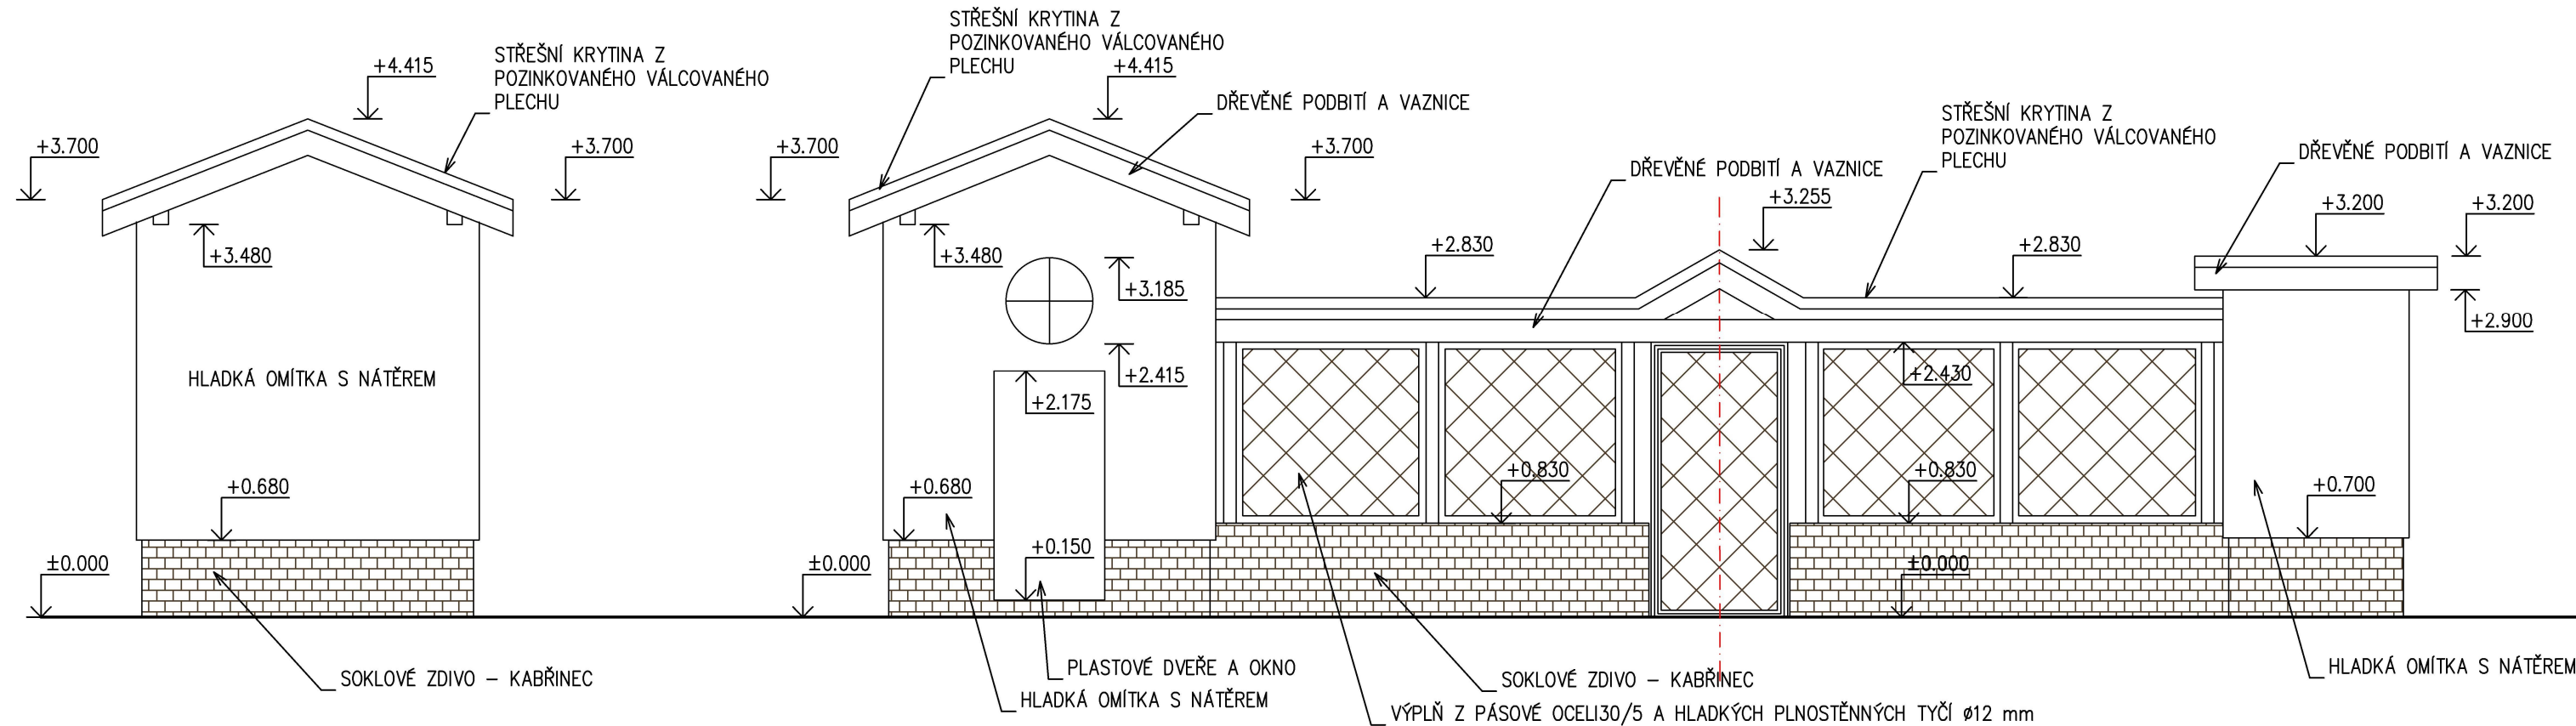 STŘEŠNÍ KRYTINA Z
POZINKOVANÉHO VÁLCOVANÉHO
PLECHU
+4.415
+3.700
+3.700
+3.480
HLADKÁ OMÍTKA S NÁTĚREM
+0.680
±0.000
SOKLOVÉ ZDIVO – KABŘINEC
STŘEŠNÍ KRYTINA Z
POZINKOVANÉHO VÁLCOVANÉHO
PLECHU
+4.415
DŘEVĚNÉ PODBITÍ A VAZNICE
+3.700
+3.700
+3.480
+3.185
+2.415
+2.175
+0.680
+0.150
±0.000
PLASTOVÉ DVEŘE A OKNO
HLADKÁ OMÍTKA S NÁTĚREM
DŘEVĚNÉ PODBITÍ A VAZNICE
+3.255
STŘEŠNÍ KRYTINA Z
POZINKOVANÉHO VÁLCOVANÉHO
PLECHU
+2.830
+2.830
+2.430
+0.830
+0.830
±0.000
SOKLOVÉ ZDIVO – KABŘINEC
VÝPLŇ Z PÁSOVÉ OCELI30/5 A HLADKÝCH PLNOSTĚNNÝCH TYČÍ ø12 mm
DŘEVĚNÉ PODBITÍ A VAZNICE
+3.200
+3.200
+2.900
+0.700
HLADKÁ OMÍTKA S NÁTĚREM